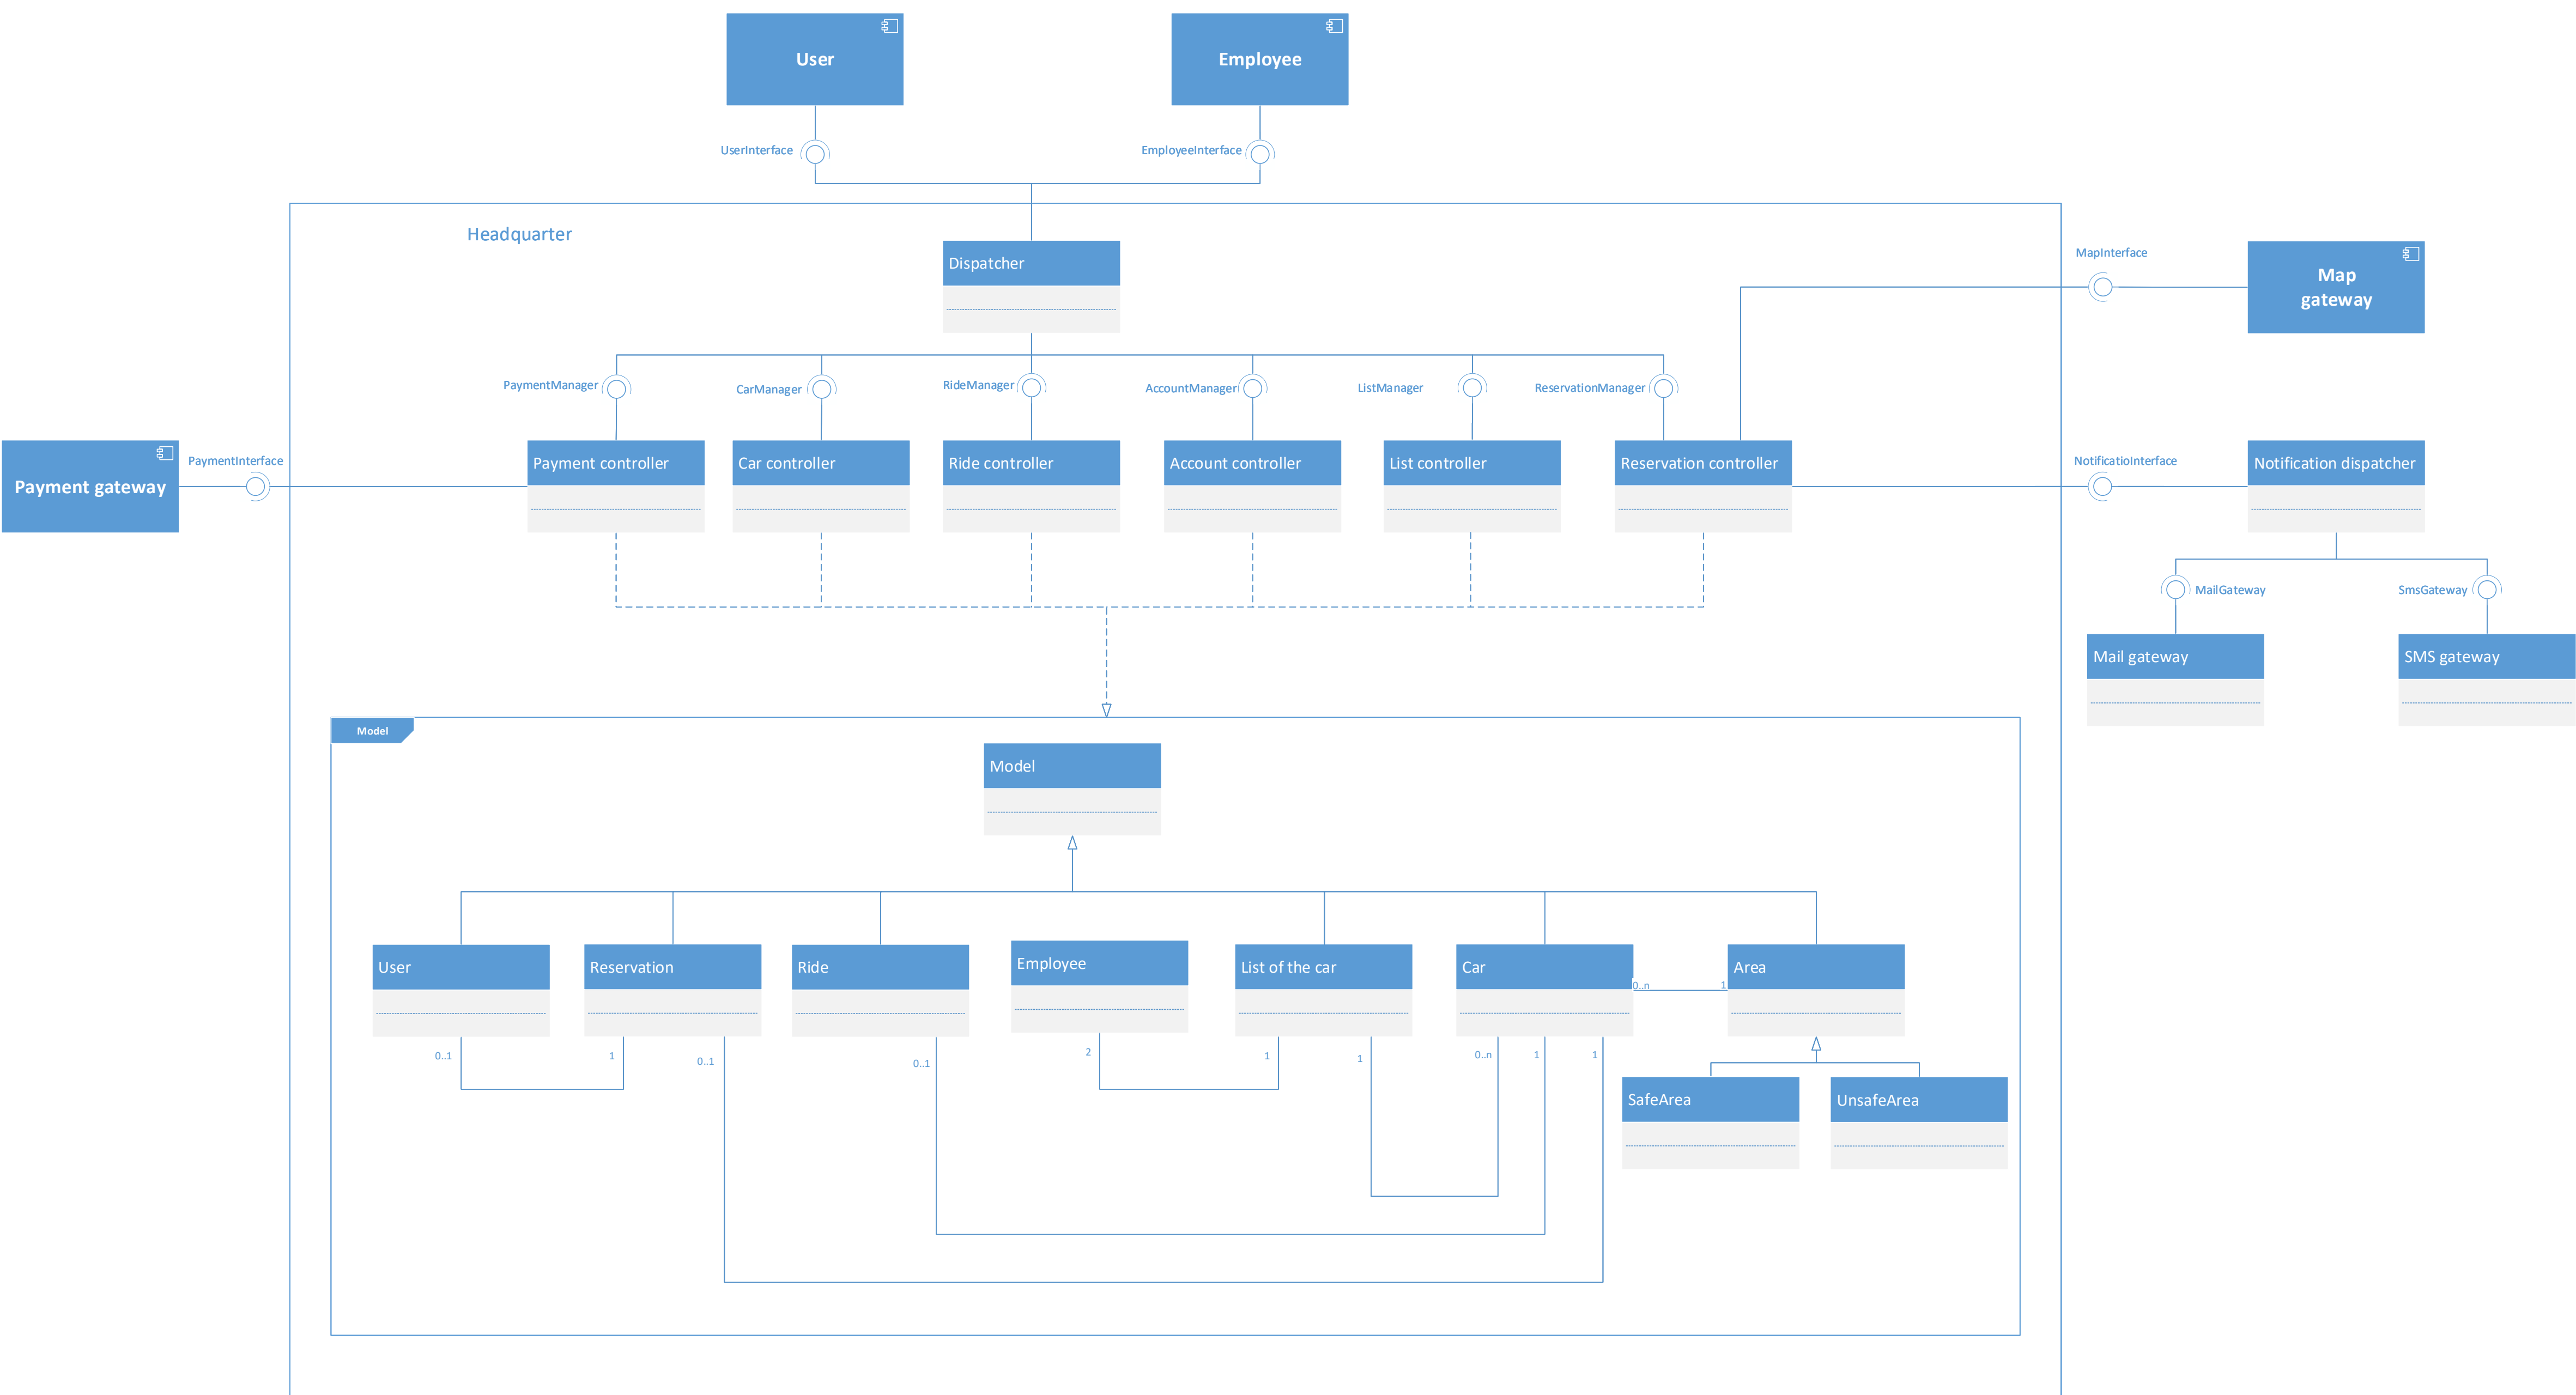 User
Employee
UserInterface
EmployeeInterface
Headquarter
Dispatcher
MapInterface
Map
gateway
PaymentManager
CarManager
RideManager
AccountManager
ListManager
ReservationManager
Payment gateway
PaymentInterface
Payment controller
Car controller
Ride controller
Account controller
List controller
Reservation controller
NotificatioInterface
Notification dispatcher
MailGateway
SmsGateway
Mail gateway
SMS gateway
Model
Model
User
Reservation
Ride
Employee
List of the car
Car
Area
0..n
1
0..1
1
0..1
0..1
2
1
1
0..n
1
1
SafeArea
UnsafeArea